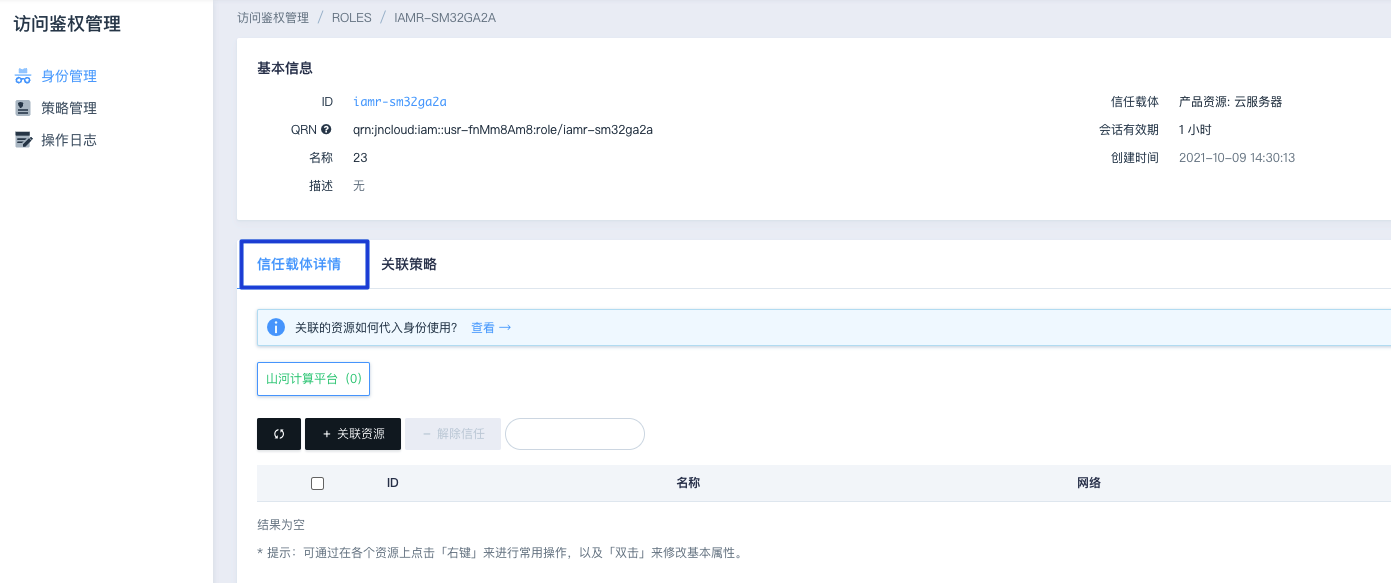 访问鉴权管理
身份管理
策略管理
操作日志
访问鉴权管理 / ROLES / IAMR-SM32GA2A
基本信息
ID iamr-sm32ga2a
QRN qrn:jncloud:iam::usr-fnMm8Am8:role/iamr-sm32ga2a
名称 23
描述 无
信任载体 产品资源: 云服务器
会话有效期 1 小时
创建时间 2021-10-09 14:30:13
信任载体详情 关联策略
关联的资源如何代入身份使用? 查看 →
山河计算平台 (0)
+ 关联资源 − 解除信任
ID 名称 网络
结果为空
* 提示：可通过在各个资源上点击「右键」来进行常用操作，以及「双击」来修改基本属性。